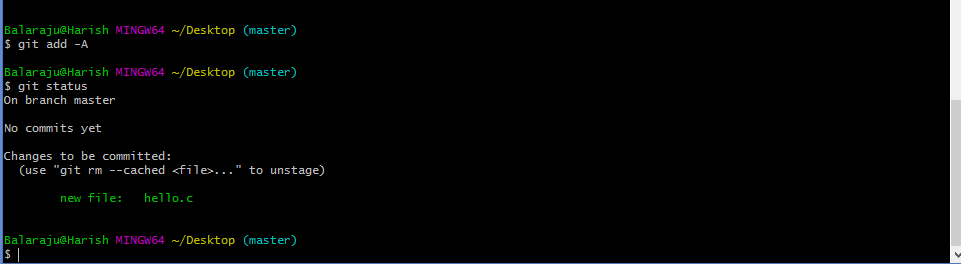 Balaraju@Harish MINGW64 ~/Desktop (master)
$ git add -A
Balaraju@Harish MINGW64 ~/Desktop (master)
$ git status
On branch master
No commits yet
Changes to be committed:
(use "git rm --cached <file>..." to unstage)
new file: hello.c
Balaraju@Harish MINGW64 ~/Desktop (master)
$